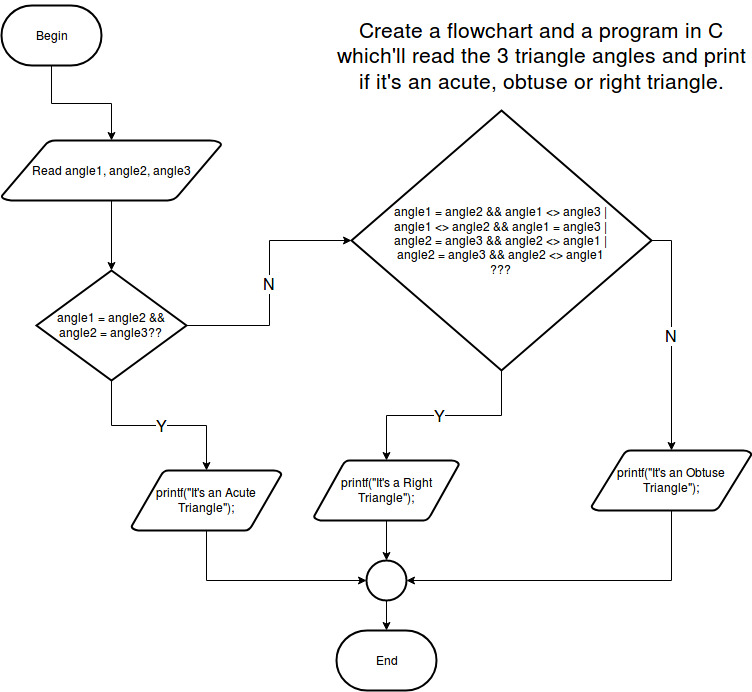 Begin
Create a flowchart and a program in C
which'll read the 3 triangle angles and print
if it's an acute, obtuse or right triangle.
Read angle1, angle2, angle3
angle1 = angle2 &&
angle2 = angle3??
N
angle1 = angle2 && angle1 <> angle3 |
angle1 <> angle2 && angle1 = angle3 |
angle2 = angle3 && angle2 <> angle1 |
angle2 = angle3 && angle2 <> angle1
???
N
Y
Y
printf("It's an Acute
Triangle");
printf("It's a Right
Triangle");
printf("It's an Obtuse
Triangle");
End